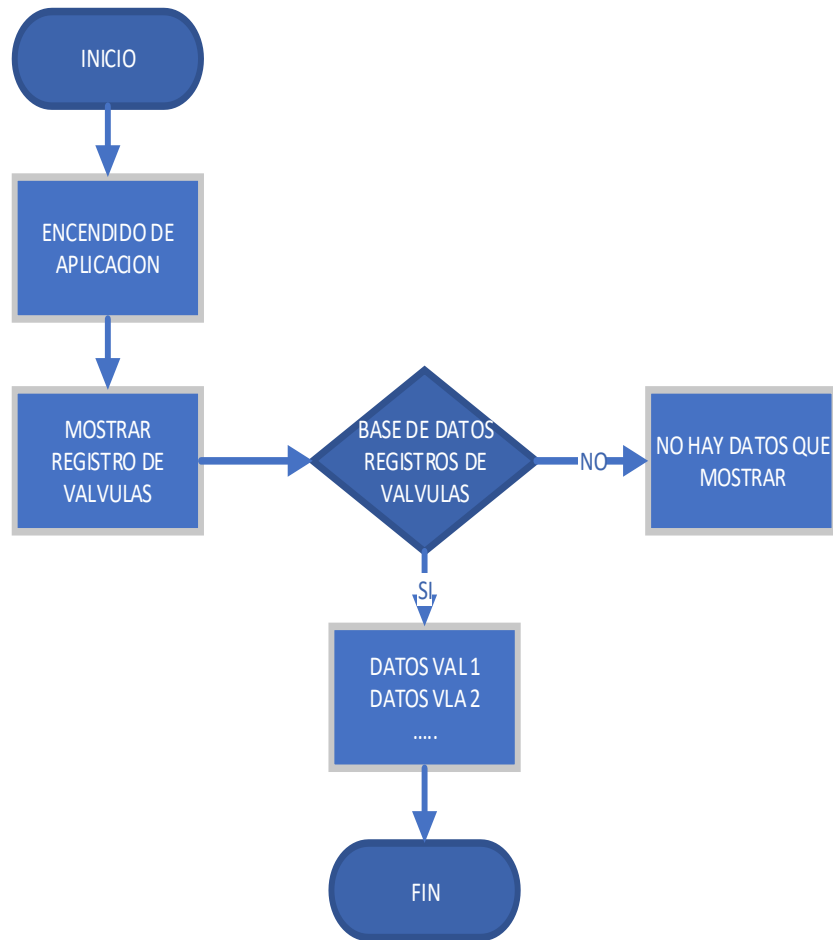 INICIO
ENCENDIDO DE
APLICACION
MOSTRAR
REGISTRO DE
VALVULAS
BASE DE DATOS
REGISTROS DE
VALVULAS
NO
NO HAY DATOS QUE
MOSTRAR
SI
DATOS VAL 1
DATOS VLA 2
.....
FIN